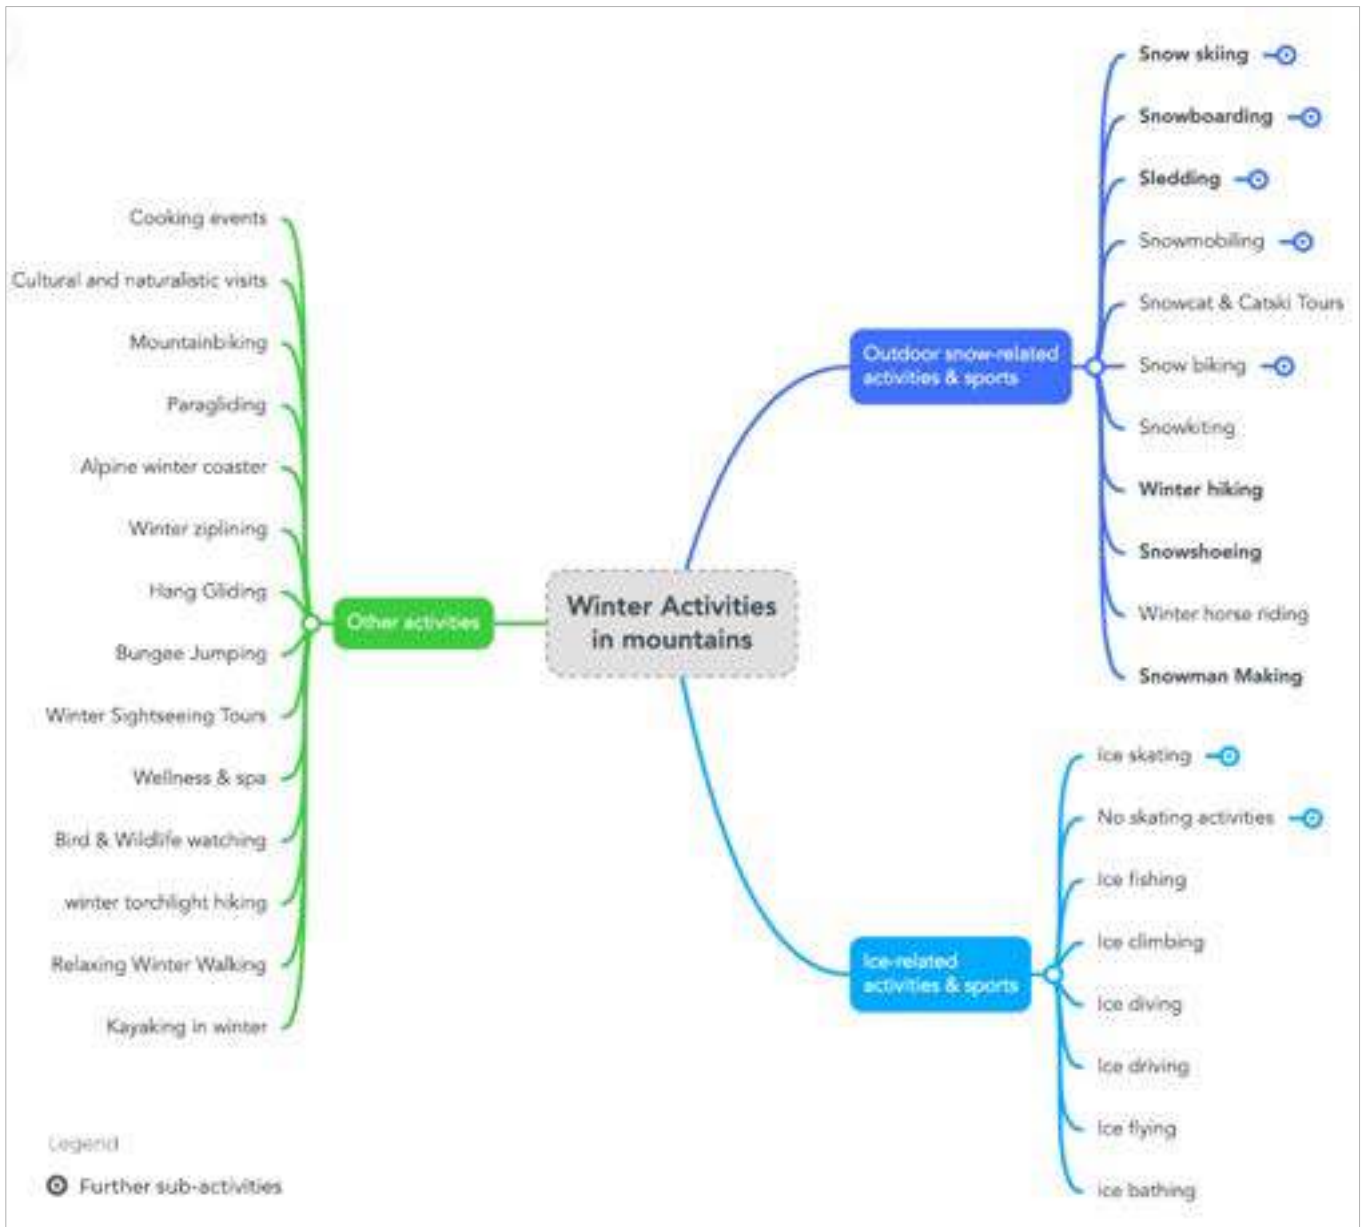 Snow skiing
Snowboarding
Sledding
Snowmobiling
Snowcat & Catski Tours
Snow biking
Snowkiting
Winter hiking
Snowshoeing
Winter horse riding
Snowman Making
Outdoor snow-related
activities & sports
Cooking events
Cultural and naturalistic visits
Mountainbiking
Paragliding
Alpine winter coaster
Winter ziplining
Hang Gliding
Bungee Jumping
Winter Sightseeing Tours
Wellness & spa
Bird & Wildlife watching
winter torchlight hiking
Relaxing Winter Walking
Kayaking in winter
Other activities
Winter Activities
in mountains
Ice-related
activities & sports
Ice skating
No skating activities
Ice fishing
Ice climbing
Ice diving
Ice driving
Ice flying
ice bathing
Legend
Further sub-activities